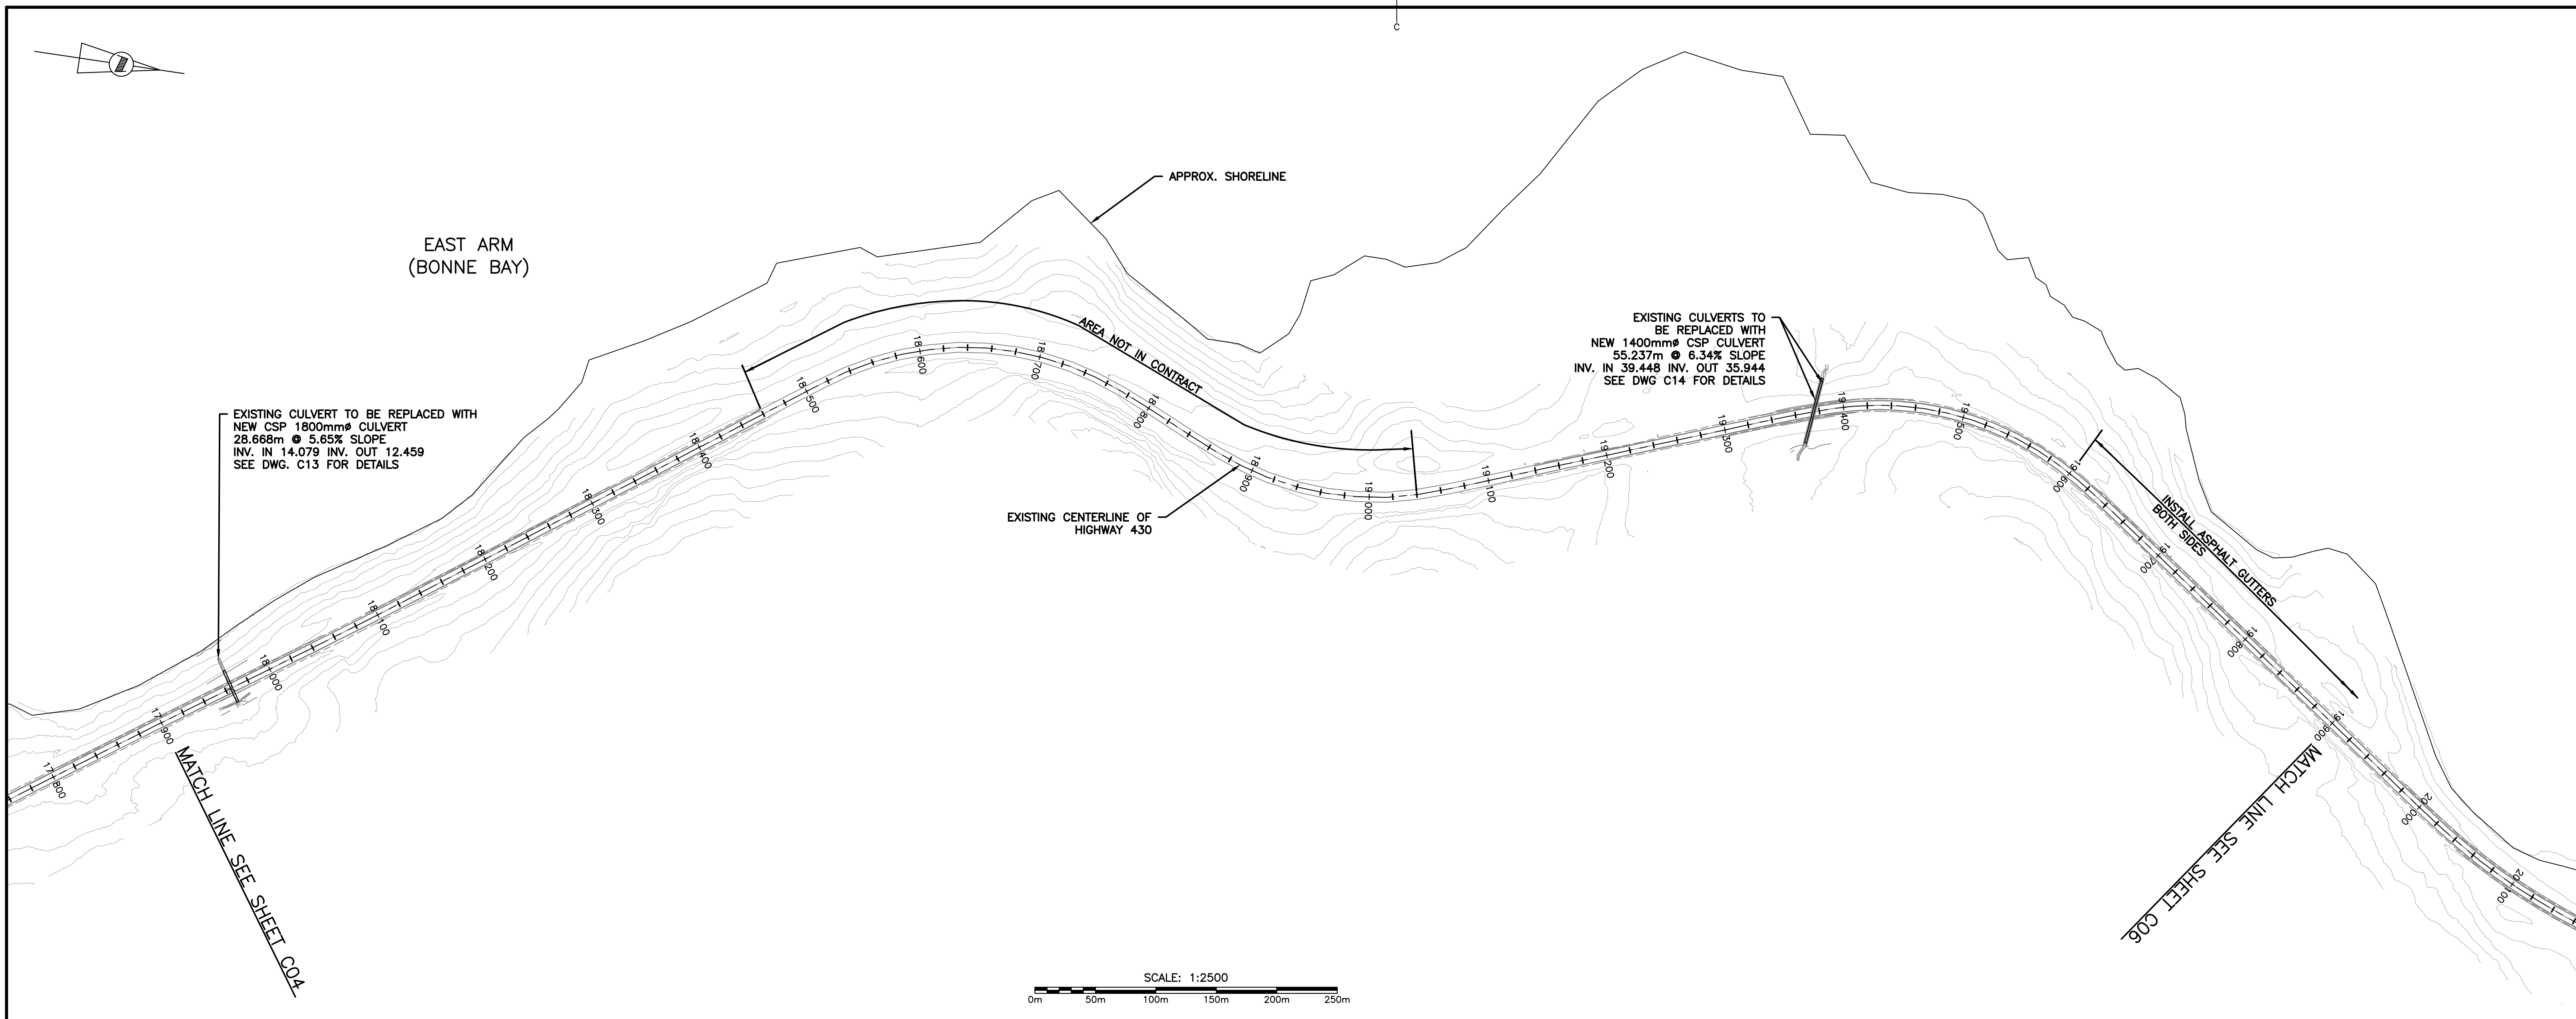 C
EAST ARM
(BONNE BAY)
APPROX. SHORELINE
AREA NOT IN CONTRACT
EXISTING CULVERTS TO
BE REPLACED WITH
NEW 1400mmø CSP CULVERT
55.237m @ 6.34% SLOPE
INV. IN 39.448 INV. OUT 35.944
SEE DWG C14 FOR DETAILS
EXISTING CULVERT TO BE REPLACED WITH
NEW CSP 1800mmø CULVERT
28.668m @ 5.65% SLOPE
INV. IN 14.079 INV. OUT 12.459
SEE DWG. C13 FOR DETAILS
EXISTING CENTERLINE OF
HIGHWAY 430
INSTALL ASPHALT GUTTERS
BOTH SIDES
17+800
17+900
18+000
18+100
18+200
18+300
18+400
18+500
18+600
18+700
18+800
18+900
19+000
19+100
19+200
19+300
19+400
19+500
19+600
19+700
19+800
19+900
20+000
20+100
MATCH LINE SEE SHEET C04
MATCH LINE SEE SHEET C06
SCALE: 1:2500
0m 50m 100m 150m 200m 250m